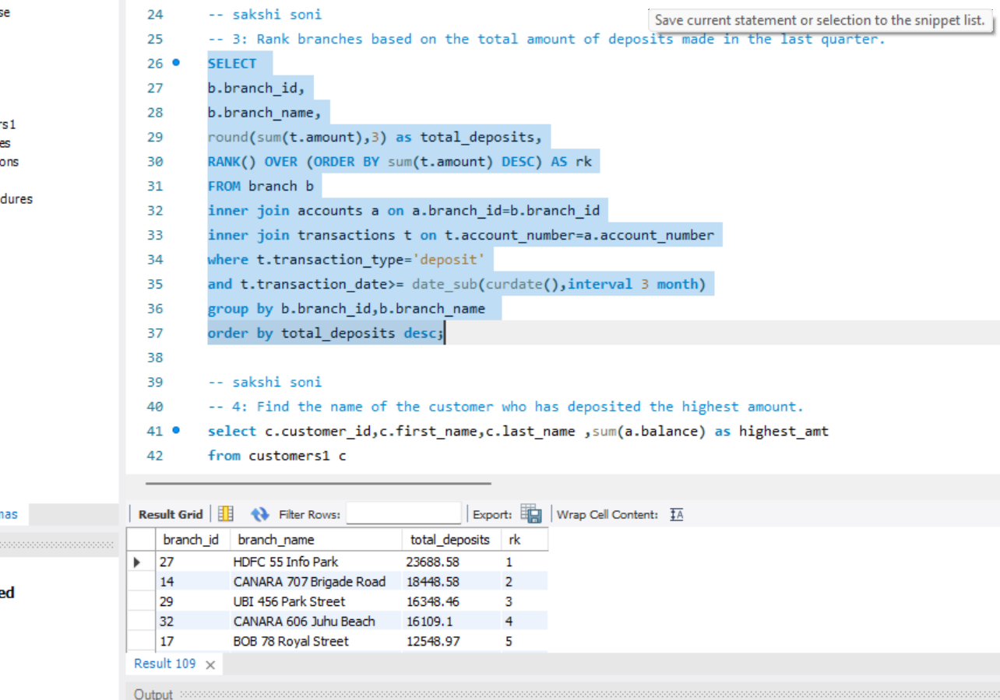 se
rs1
es
ons
dures
nas
ed
Save current statement or selection to the snippet list.
24 -- sakshi soni
25 -- 3: Rank branches based on the total amount of deposits made in the last quarter.
26 SELECT
27 b.branch_id,
28 b.branch_name,
29 round(sum(t.amount),3) as total_deposits,
30 RANK() OVER (ORDER BY sum(t.amount) DESC) AS rk
31 FROM branch b
32 inner join accounts a on a.branch_id=b.branch_id
33 inner join transactions t on t.account_number=a.account_number
34 where t.transaction_type='deposit'
35 and t.transaction_date>= date_sub(curdate(),interval 3 month)
36 group by b.branch_id,b.branch_name
37 order by total_deposits desc;
38
39 -- sakshi soni
40 -- 4: Find the name of the customer who has deposited the highest amount.
41 select c.customer_id,c.first_name,c.last_name ,sum(a.balance) as highest_amt
42 from customers1 c
Result Grid Filter Rows: Export: Wrap Cell Content:
branch_id branch_name total_deposits rk
27 HDFC 55 Info Park 23688.58 1
14 CANARA 707 Brigade Road 18448.58 2
29 UBI 456 Park Street 16348.46 3
32 CANARA 606 Juhu Beach 16109.1 4
17 BOB 78 Royal Street 12548.97 5
Result 109
Output